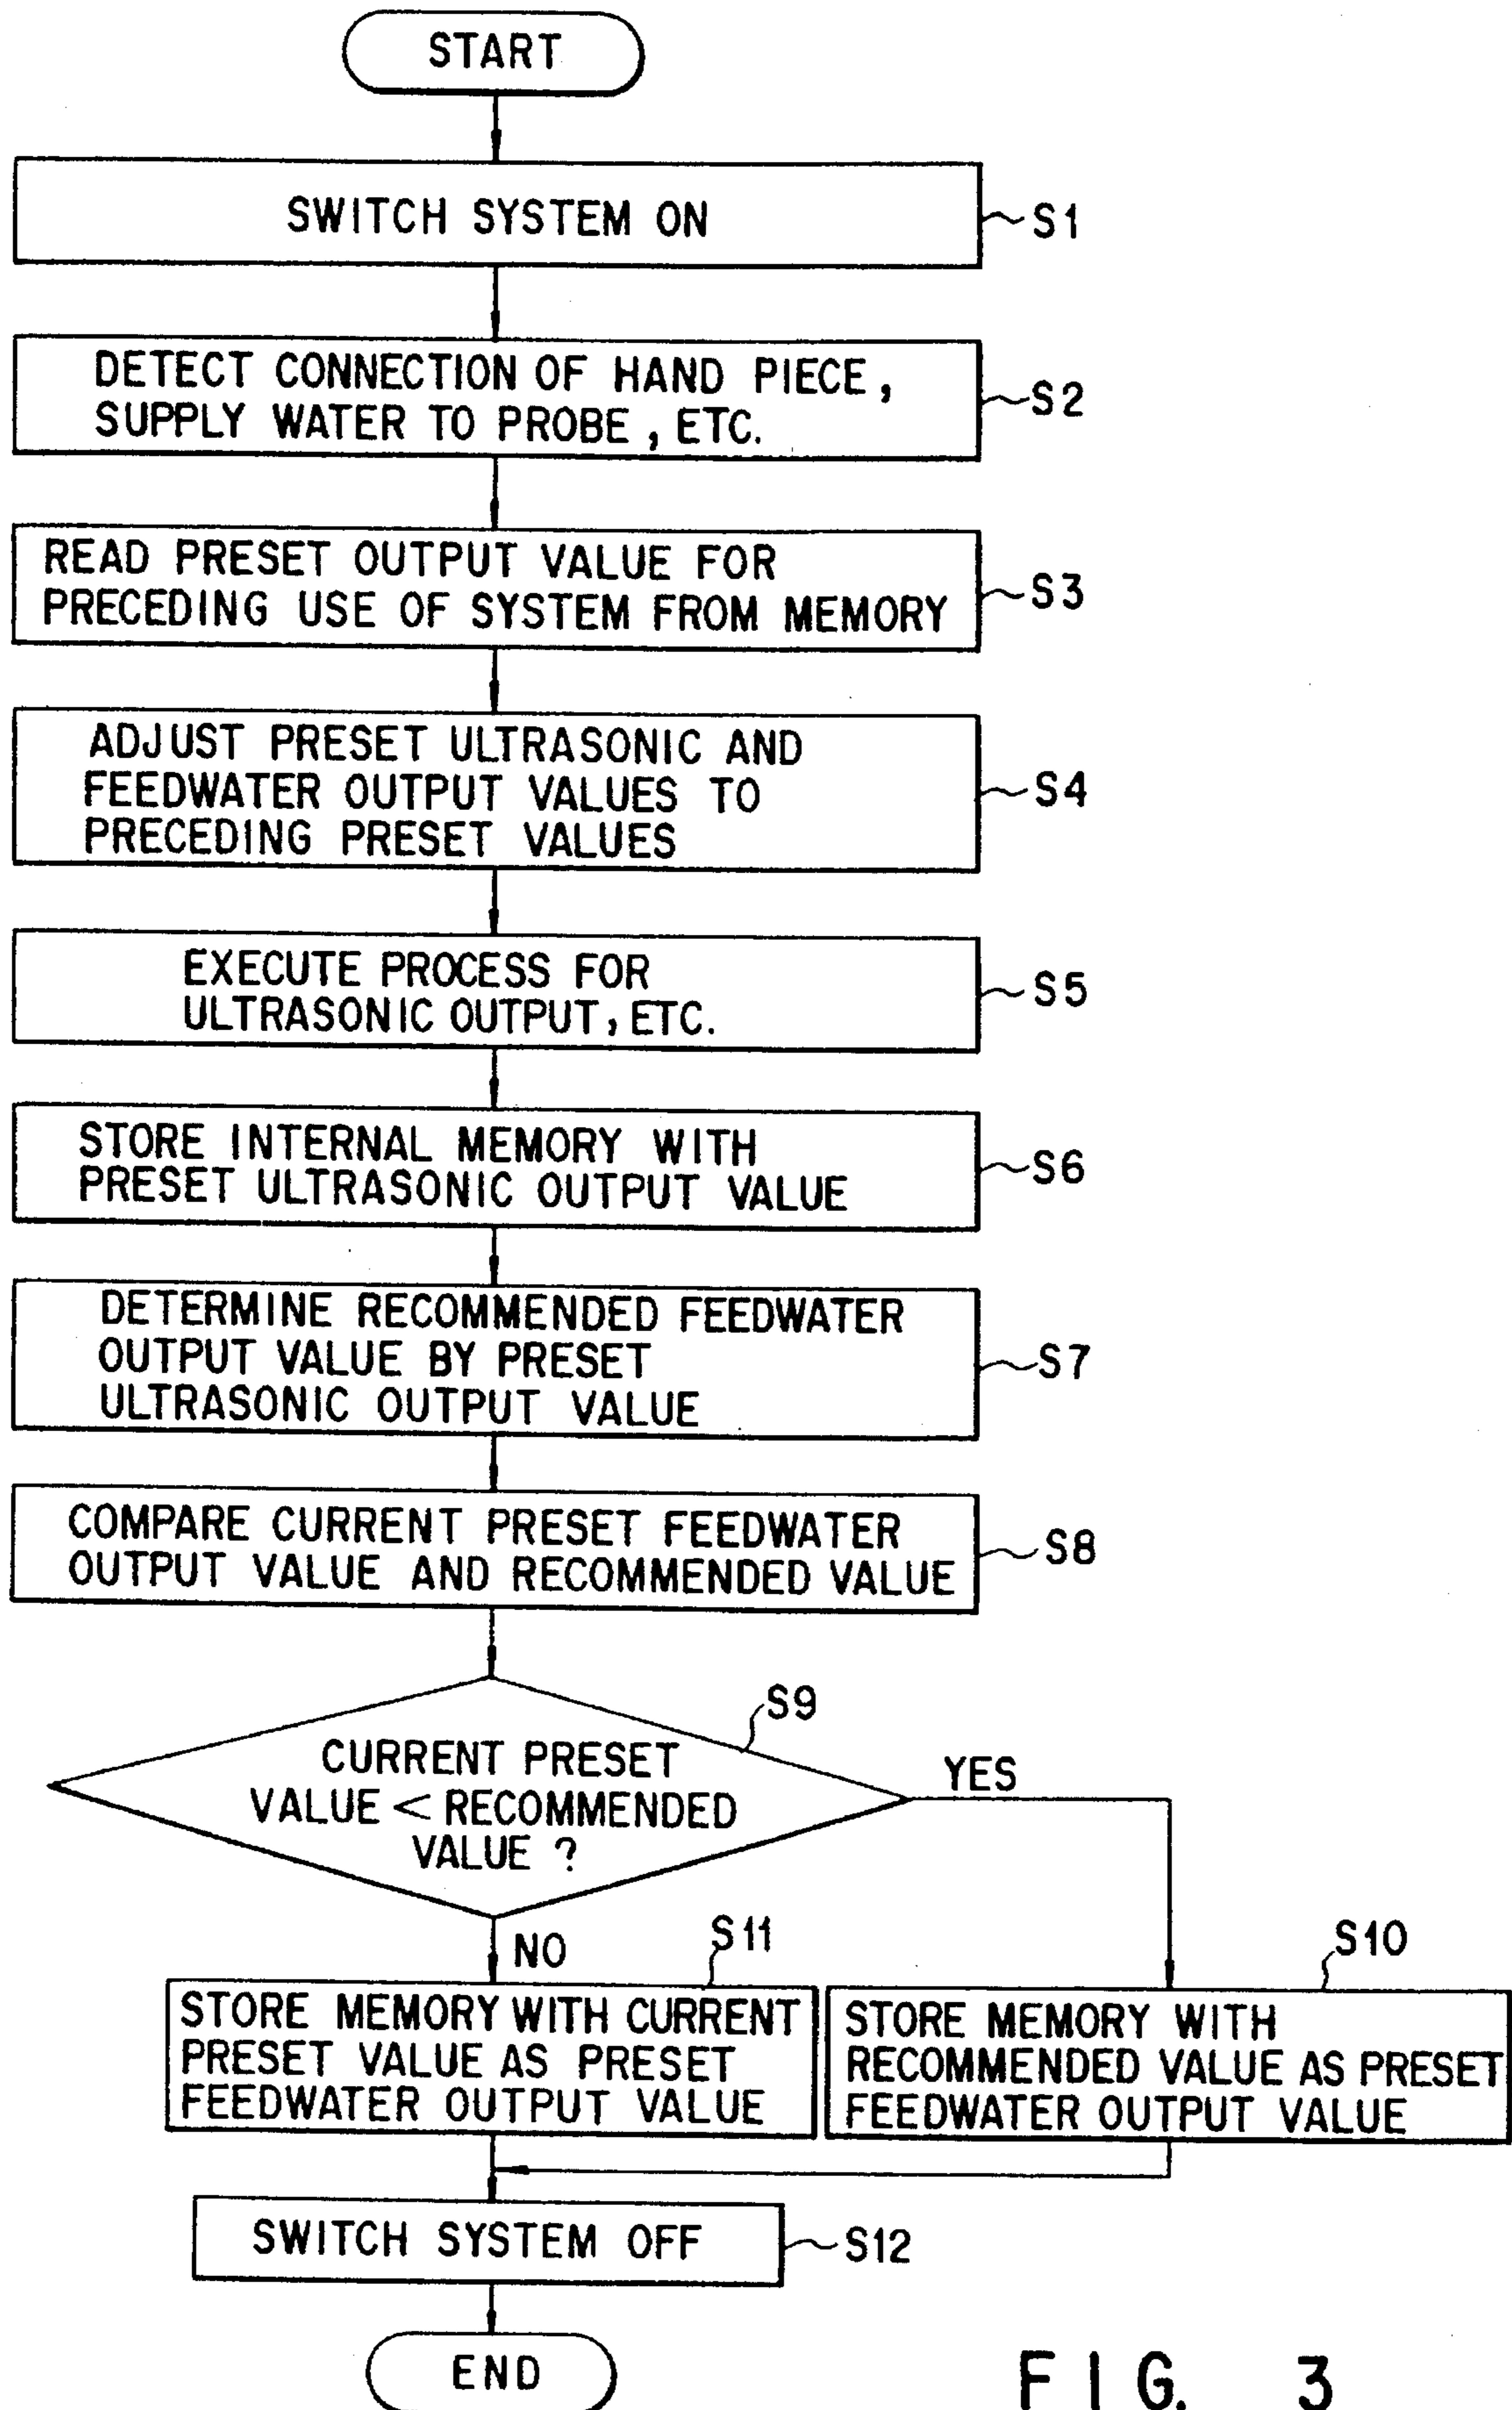 START
SWITCH SYSTEM ON
S1
DETECT CONNECTION OF HAND PIECE,
SUPPLY WATER TO PROBE, ETC.
S2
READ PRESET OUTPUT VALUE FOR
PRECEDING USE OF SYSTEM FROM MEMORY
S3
ADJUST PRESET ULTRASONIC AND
FEEDWATER OUTPUT VALUES TO
PRECEDING PRESET VALUES
S4
EXECUTE PROCESS FOR
ULTRASONIC OUTPUT, ETC.
S5
STORE INTERNAL MEMORY WITH
PRESET ULTRASONIC OUTPUT VALUE
S6
DETERMINE RECOMMENDED FEEDWATER
OUTPUT VALUE BY PRESET
ULTRASONIC OUTPUT VALUE
S7
COMPARE CURRENT PRESET FEEDWATER
OUTPUT VALUE AND RECOMMENDED VALUE
S8
S9
CURRENT PRESET
VALUE < RECOMMENDED
VALUE ?
YES
NO
S11
STORE MEMORY WITH CURRENT
PRESET VALUE AS PRESET
FEEDWATER OUTPUT VALUE
S10
STORE MEMORY WITH
RECOMMENDED VALUE AS PRESET
FEEDWATER OUTPUT VALUE
SWITCH SYSTEM OFF
S12
END
FIG. 3